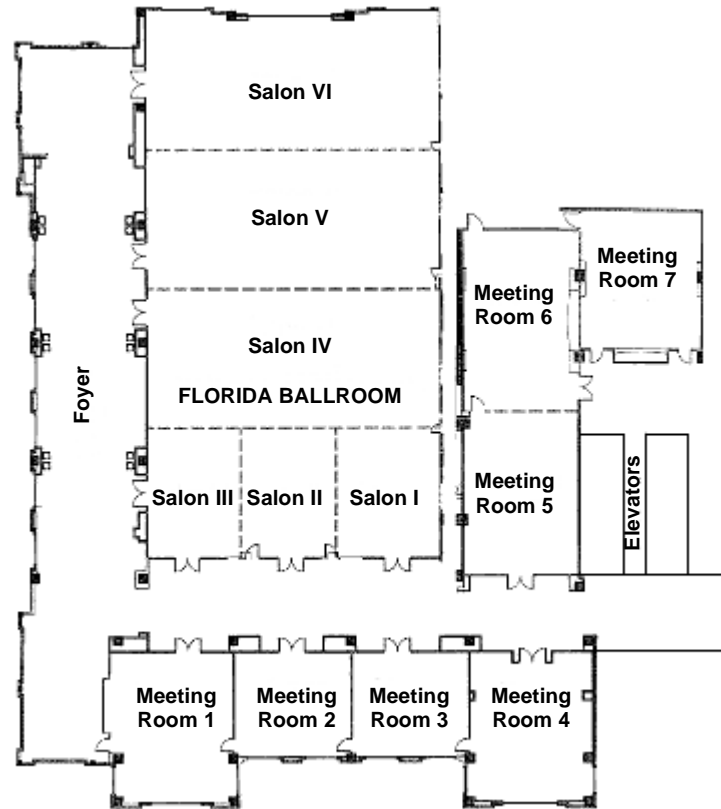 Salon VI
Salon V
Meeting
Room 7
Meeting
Room 6
Salon IV
FLORIDA BALLROOM
Foyer
Salon III
Salon II
Salon I
Meeting
Room 5
Elevators
Meeting
Room 1
Meeting
Room 2
Meeting
Room 3
Meeting
Room 4